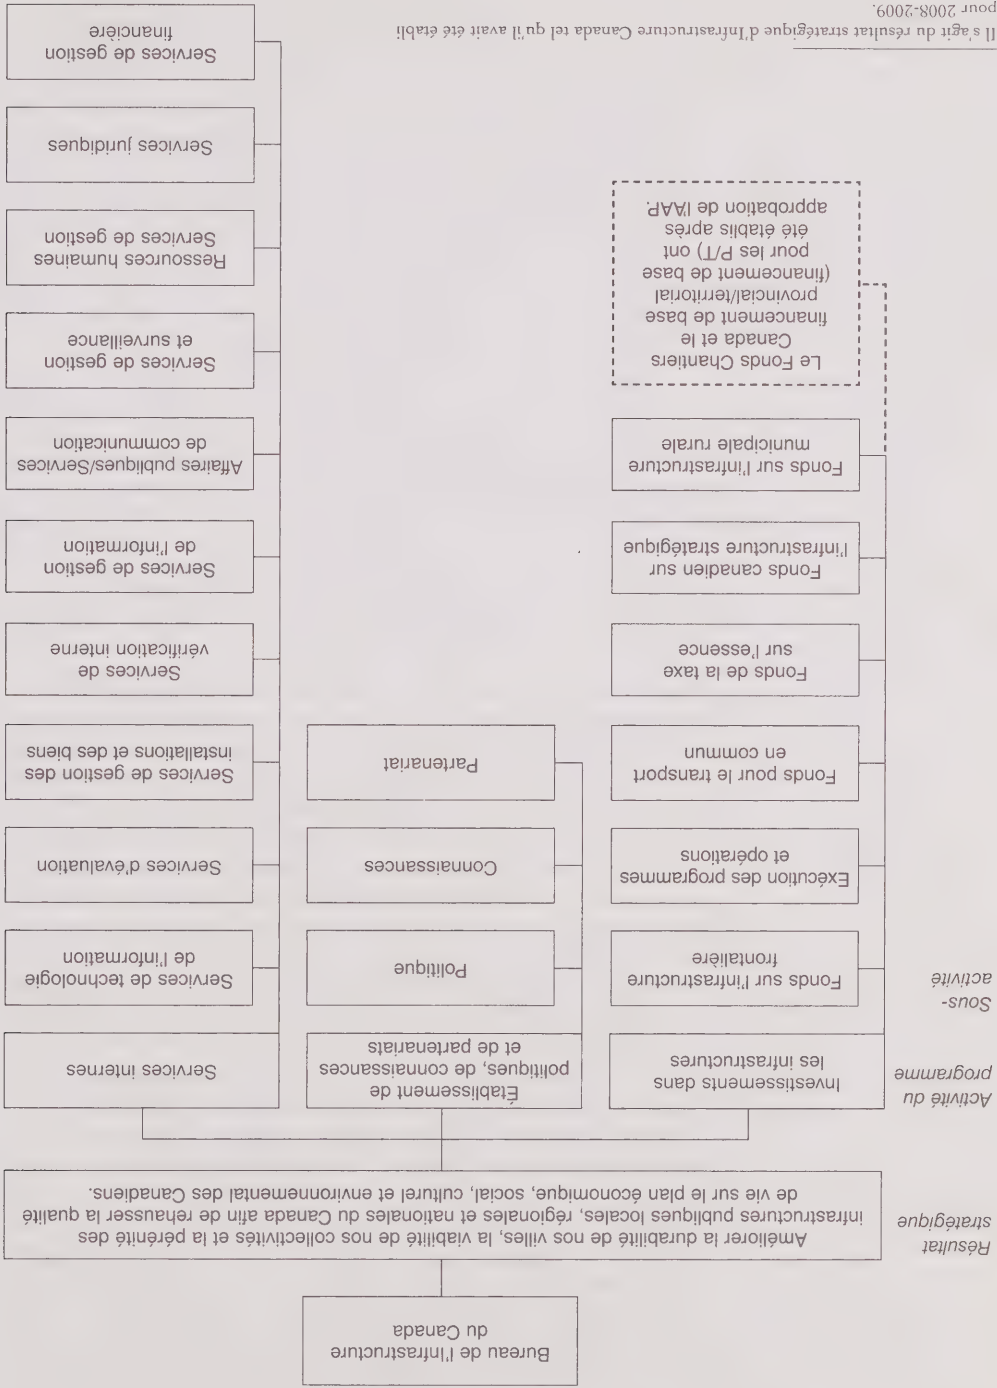 Bureau de l'Infrastructure
du Canada
Résultat
stratégique
Améliorer la durabilité de nos villes, la viabilité de nos collectivités et la pérénité des
infrastructures publiques locales, régionales et nationales du Canada afin de rehausser la qualité
de vie sur le plan économique, social, culturel et environnemental des Canadiens.
Activité du
programme
Investissements dans
les infrastructures
Établissement de
politiques, de connaissances
et de partenariats
Services internes
Sous-
activité
Fonds sur l'infrastructure
frontalière
Exécution des programmes
et opérations
Fonds pour le transport
en commun
Fonds de la taxe
sur l'essence
Fonds canadien sur
l'infrastructure stratégique
Fonds sur l'infrastructure
municipale rurale
Le Fonds Chantiers
Canada et le
financement de base
provincial/territorial
(financement de base
pour les P/T) ont
été établis après
approbation de l'AAP.
Politique
Connaissances
Partenariat
Services de technologie
de l'information
Services d'évaluation
Services de gestion des
installations et des biens
Services de
vérification interne
Services de gestion
de l'information
Affaires publiques/Services
de communication
Services de gestion
et surveillance
Ressources humaines
Services de gestion
Services juridiques
Services de gestion
financière
Il s'agit du résultat stratégique d'Infrastructure Canada tel qu'il avait été établi
pour 2008-2009.